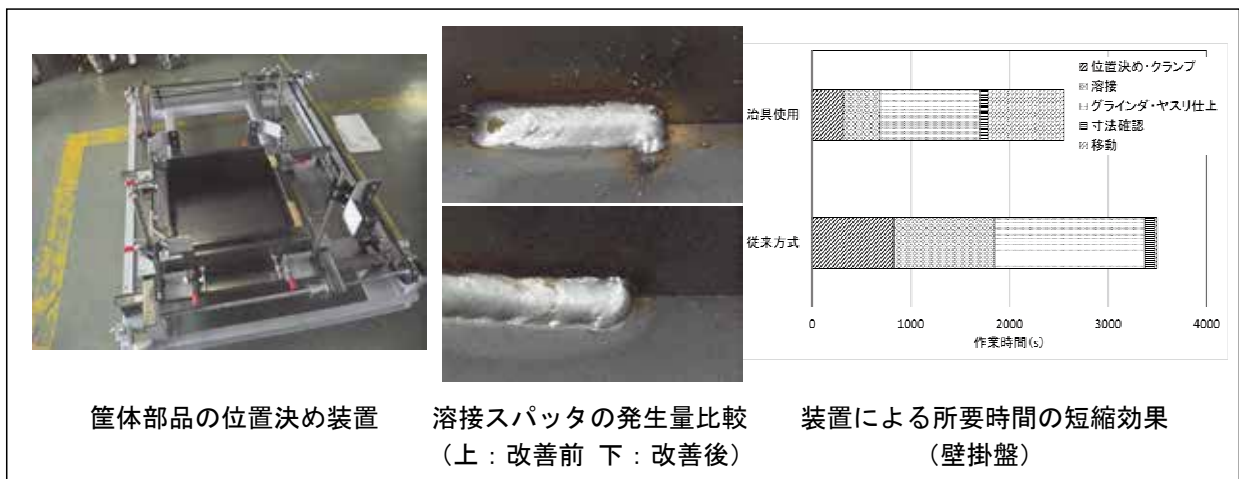 位置決め・クランプ
溶接
グラインダ・ヤスリ仕上
寸法確認
移動
治具使用
従来方式
0 1000 2000 3000 4000
作業時間(s)
筐体部品の位置決め装置
溶接スパッタの発生量比較
(上:改善前 下:改善後)
装置による所要時間の短縮効果
(壁掛盤)